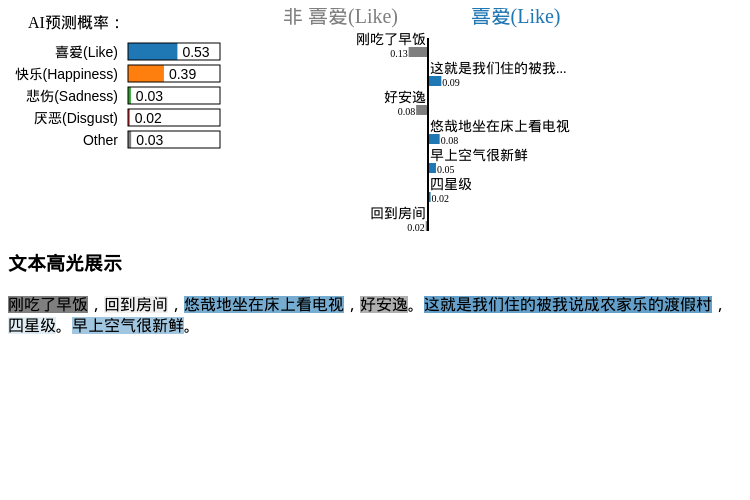 AI预测概率：
喜爱(Like) 0.53
快乐(Happiness) 0.39
悲伤(Sadness) 0.03
厌恶(Disgust) 0.02
Other 0.03
非 喜爱(Like) 喜爱(Like)
刚吃了早饭
0.13
这就是我们住的被我...
0.09
好安逸
0.08
悠哉地坐在床上看电视
0.08
早上空气很新鲜
0.05
四星级
0.02
回到房间
0.02
文本高光展示
刚吃了早饭，回到房间，悠哉地坐在床上看电视，好安逸。这就是我们住的被我说成农家乐的渡假村，
四星级。早上空气很新鲜。